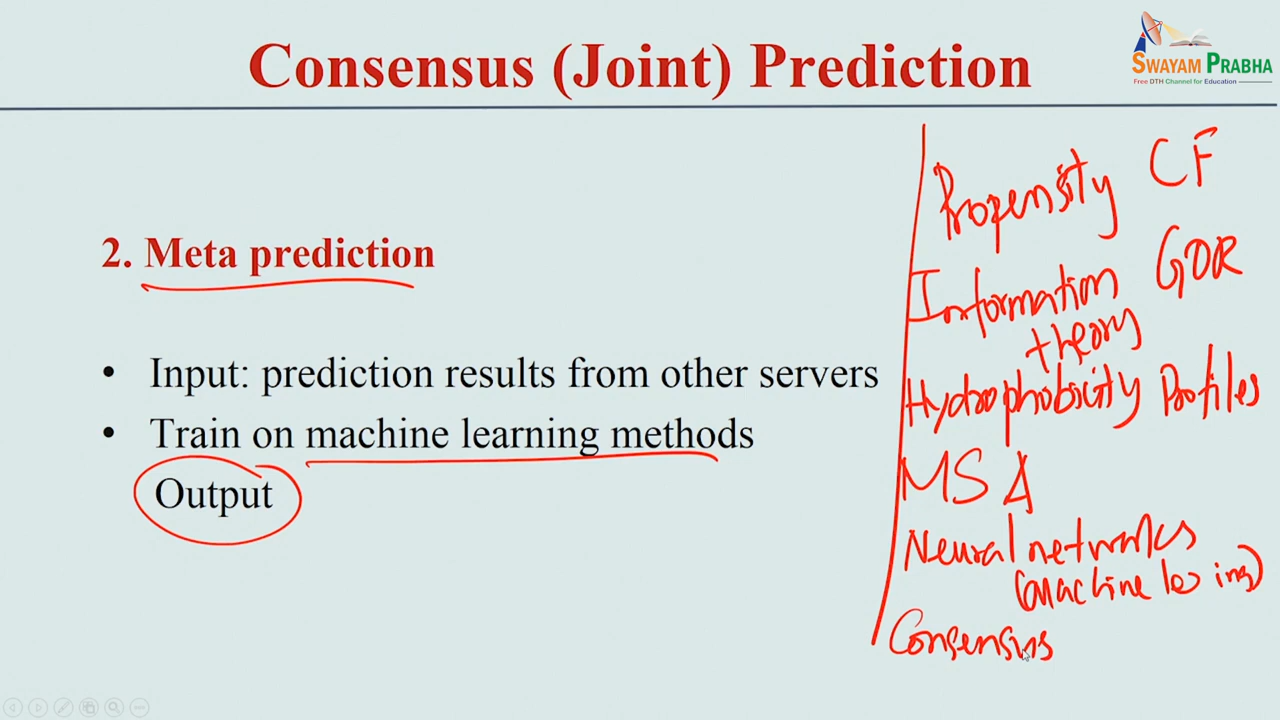 Consensus (Joint) Prediction
SWAYAM PRABHA
Free DTH Channel for Education
2. Meta prediction
• Input: prediction results from other servers
• Train on machine learning methods
Output
Propensity CF
Information GOR
theory
Hydrophobicity Profiles
MSA
Neural networks
(Machine
Consensus